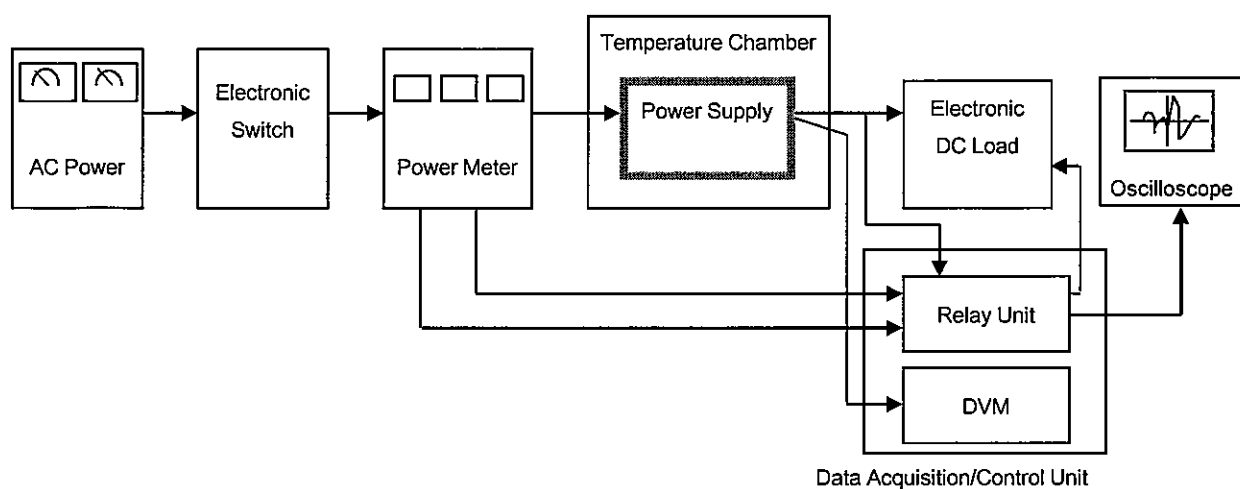 Temperature Chamber
AC Power
Electronic
Switch
Power Meter
Power Supply
Electronic
DC Load
Oscilloscope
Relay Unit
DVM
Data Acquisition/Control Unit